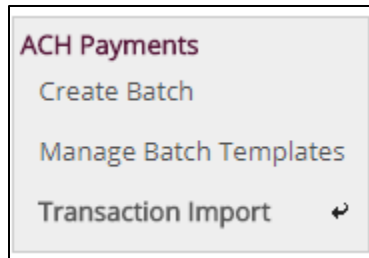 ACH Payments
Create Batch
Manage Batch Templates
Transaction Import